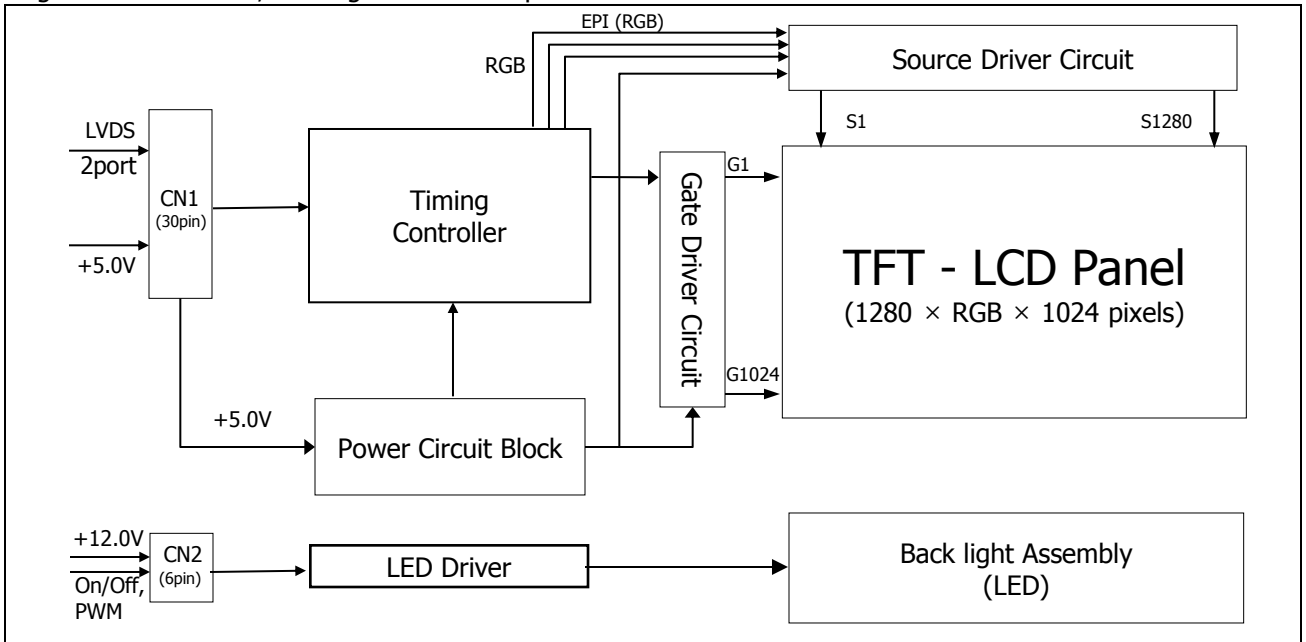 EPI (RGB)
RGB
Source Driver Circuit
S1
S1280
LVDS
2port
CN1
(30pin)
+5.0V
Timing
Controller
Gate Driver Circuit
G1
G1024
TFT - LCD Panel
(1280 × RGB × 1024 pixels)
+5.0V
Power Circuit Block
+12.0V
On/Off,
PWM
CN2
(6pin)
LED Driver
Back light Assembly
(LED)